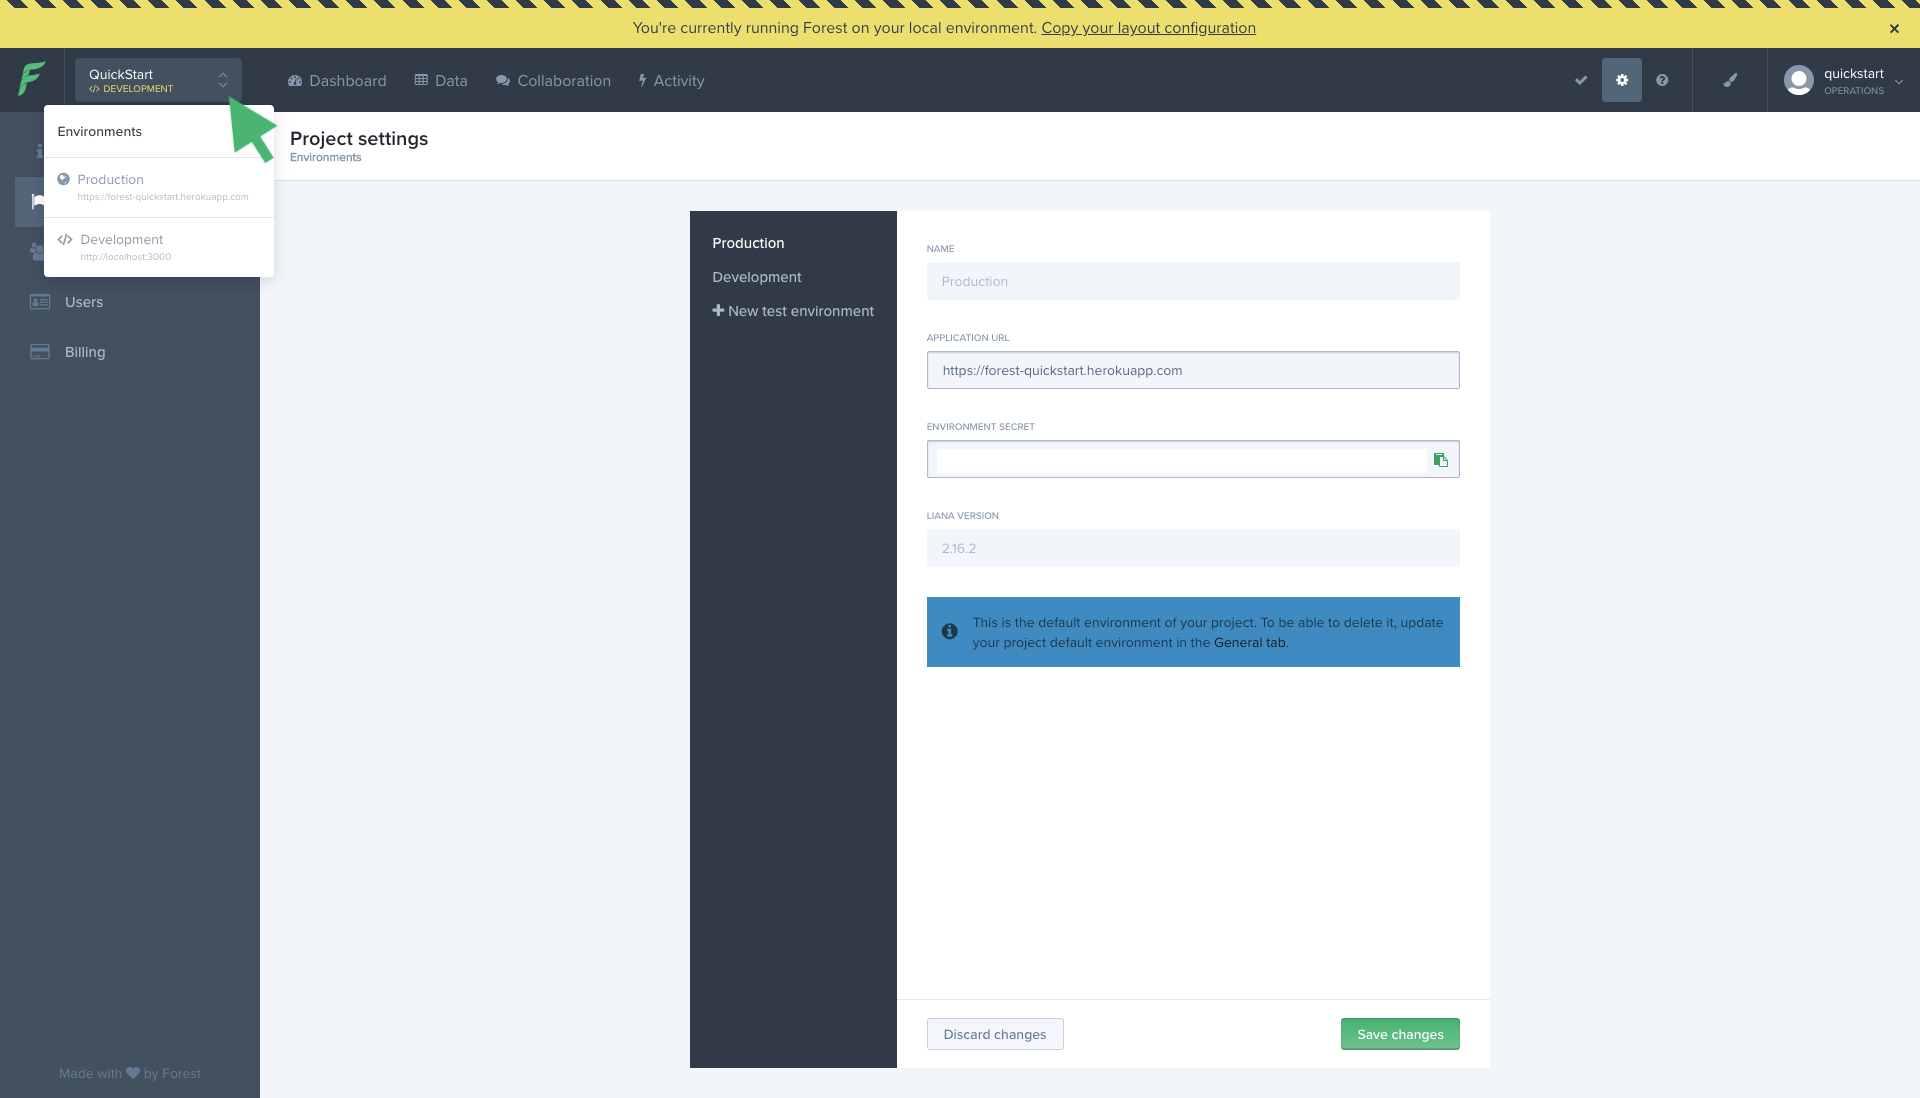 You're currently running Forest on your local environment. Copy your layout configuration
QuickStart
DEVELOPMENT
Dashboard
Data
Collaboration
Activity
quickstart
OPERATIONS
Environments
Production
https://forest-quickstart.herokuapp.com
Development
http://localhost:3000
Users
Billing
Made with by Forest
Project settings
Environments
Production
Development
New test environment
NAME
Production
APPLICATION URL
https://forest-quickstart.herokuapp.com
ENVIRONMENT SECRET
LIANA VERSION
2.16.2
This is the default environment of your project. To be able to delete it, update
your project default environment in the General tab.
Discard changes
Save changes